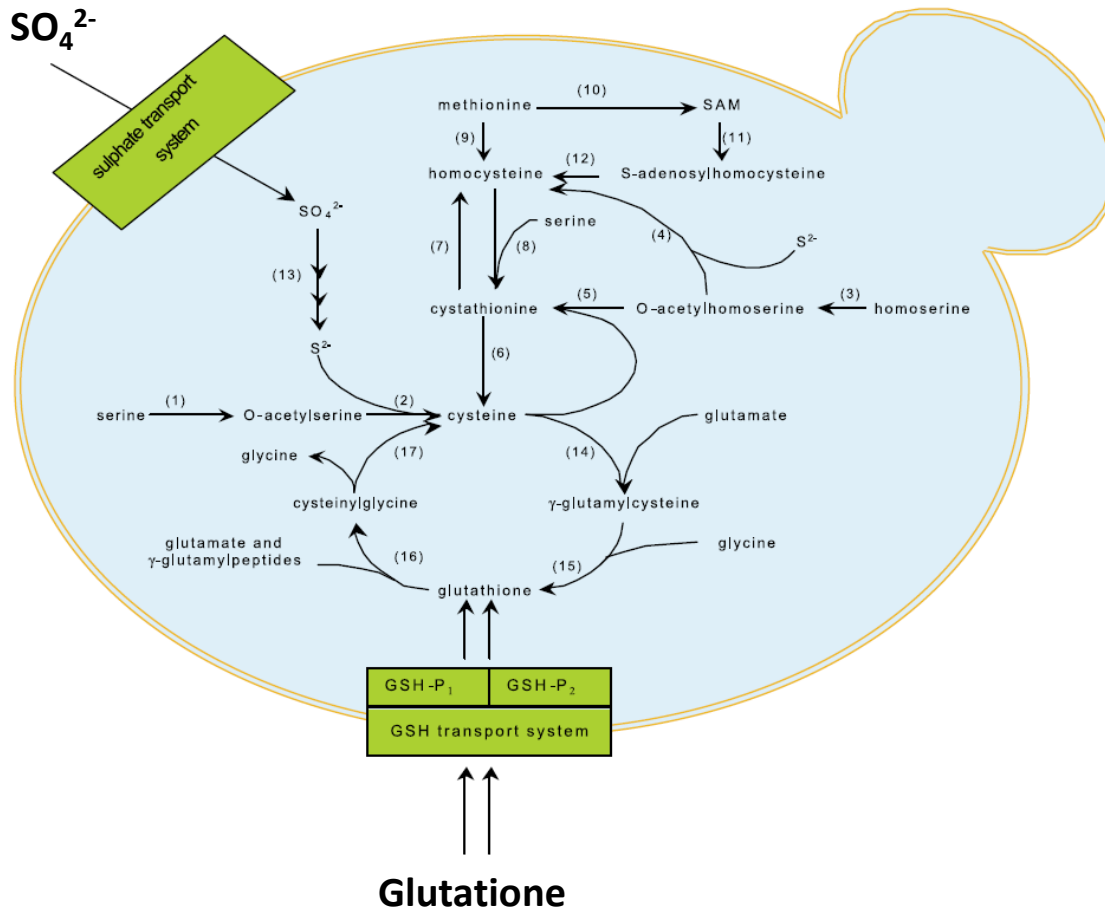 SO₄²⁻
sulphate transport
system
methionine
(10)
SAM
(9)
(11)
homocysteine
(12)
S-adenosylhomocysteine
SO₄²⁻
serine
(7)
(8)
(4)
S²⁻
(13)
cystathionine
(5)
O-acetylhomoserine
(3)
homoserine
S²⁻
(6)
serine
(1)
O-acetylserine
(2)
cysteine
glutamate
glycine
(17)
(14)
cysteinylglycine
γ-glutamylcysteine
glutamate and
γ-glutamylpeptides
(16)
(15)
glycine
glutathione
GSH-P₁
GSH-P₂
GSH transport system
Glutatione